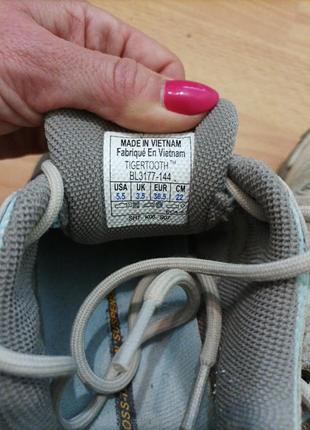 MADE IN VIETNAM
Fabriqué En Vietnam
TIGERTOOTH™
BL3177-144
USA UK EUR CM
5.5 3.5 36.5 22